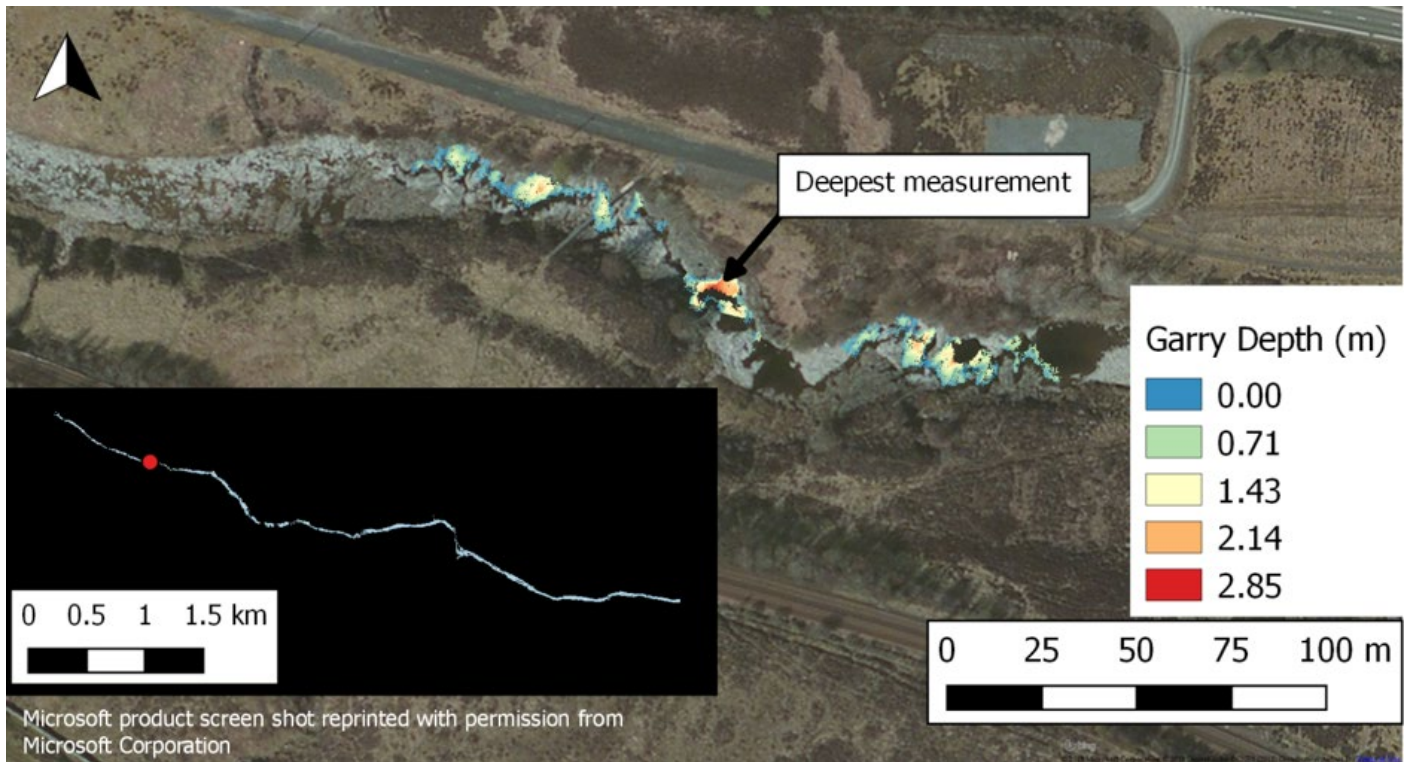 Deepest measurement
Garry Depth (m)
0.00
0.71
1.43
2.14
2.85
0 0.5 1 1.5 km
0 25 50 75 100 m
Microsoft product screen shot reprinted with permission from
Microsoft Corporation